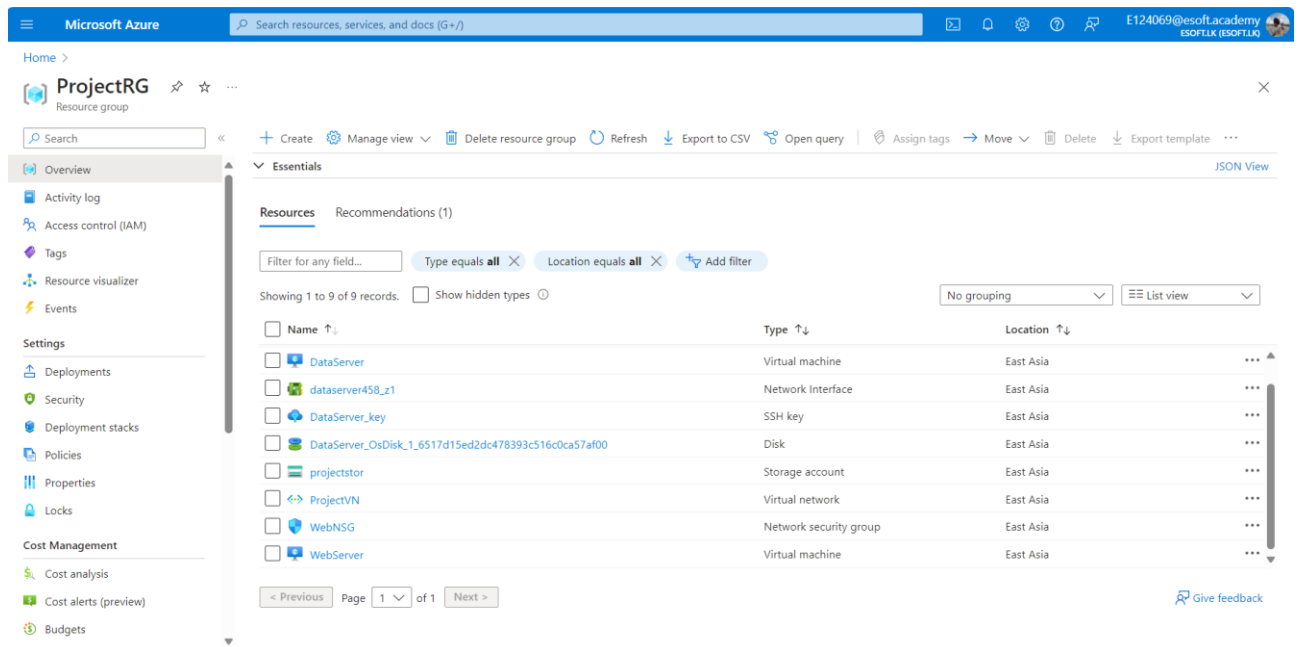 Microsoft Azure
Search resources, services, and docs (G+/)
E124069@esoft.academy
ESOFT.LK (ESOFT.LK)
Home >
ProjectRG
Resource group
Search
Create
Manage view
Delete resource group
Refresh
Export to CSV
Open query
Assign tags
Move
Delete
Export template
Overview
Activity log
Access control (IAM)
Tags
Resource visualizer
Events
Settings
Deployments
Security
Deployment stacks
Policies
Properties
Locks
Cost Management
Cost analysis
Cost alerts (preview)
Budgets
Essentials
JSON View
Resources
Recommendations (1)
Filter for any field...
Type equals all
Location equals all
Add filter
Showing 1 to 9 of 9 records.
Show hidden types
No grouping
List view
Name Type Location
DataServer Virtual machine East Asia
dataserver458_z1 Network Interface East Asia
DataServer_key SSH key East Asia
DataServer_OsDisk_1_6517d15ed2dc478393c516c0ca57af00 Disk East Asia
projectstor Storage account East Asia
ProjectVN Virtual network East Asia
WebNSG Network security group East Asia
WebServer Virtual machine East Asia
< Previous Page 1 of 1 Next >
Give feedback